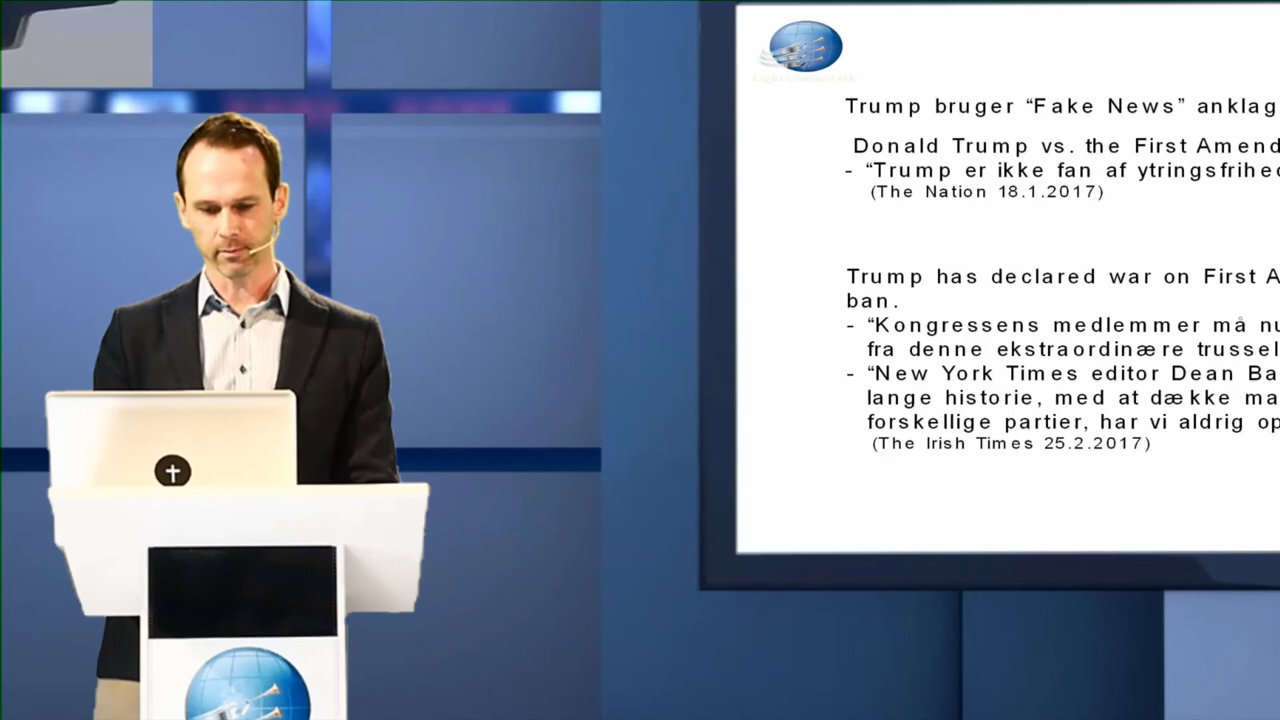 Trump bruger “Fake News” anklag
Donald Trump vs. the First Amend
- “Trump er ikke fan af ytringsfrihed
(The Nation 18.1.2017)
Trump has declared war on First A
ban.
- “Kongressens medlemmer må nu
fra denne ekstraordinære trussel
- “New York Times editor Dean Ba
lange historie, med at dække ma
forskellige partier, har vi aldrig op
(The Irish Times 25.2.2017)